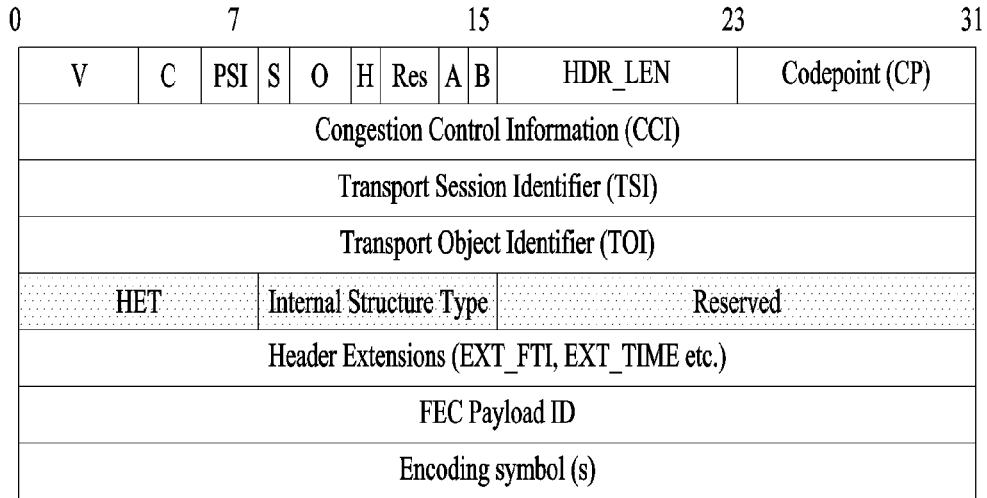 0 7 15 23 31
V C PSI S O H Res A B HDR_LEN Codepoint (CP)
Congestion Control Information (CCI)
Transport Session Identifier (TSI)
Transport Object Identifier (TOI)
HET Internal Structure Type Reserved
Header Extensions (EXT_FTI, EXT_TIME etc.)
FEC Payload ID
Encoding symbol (s)